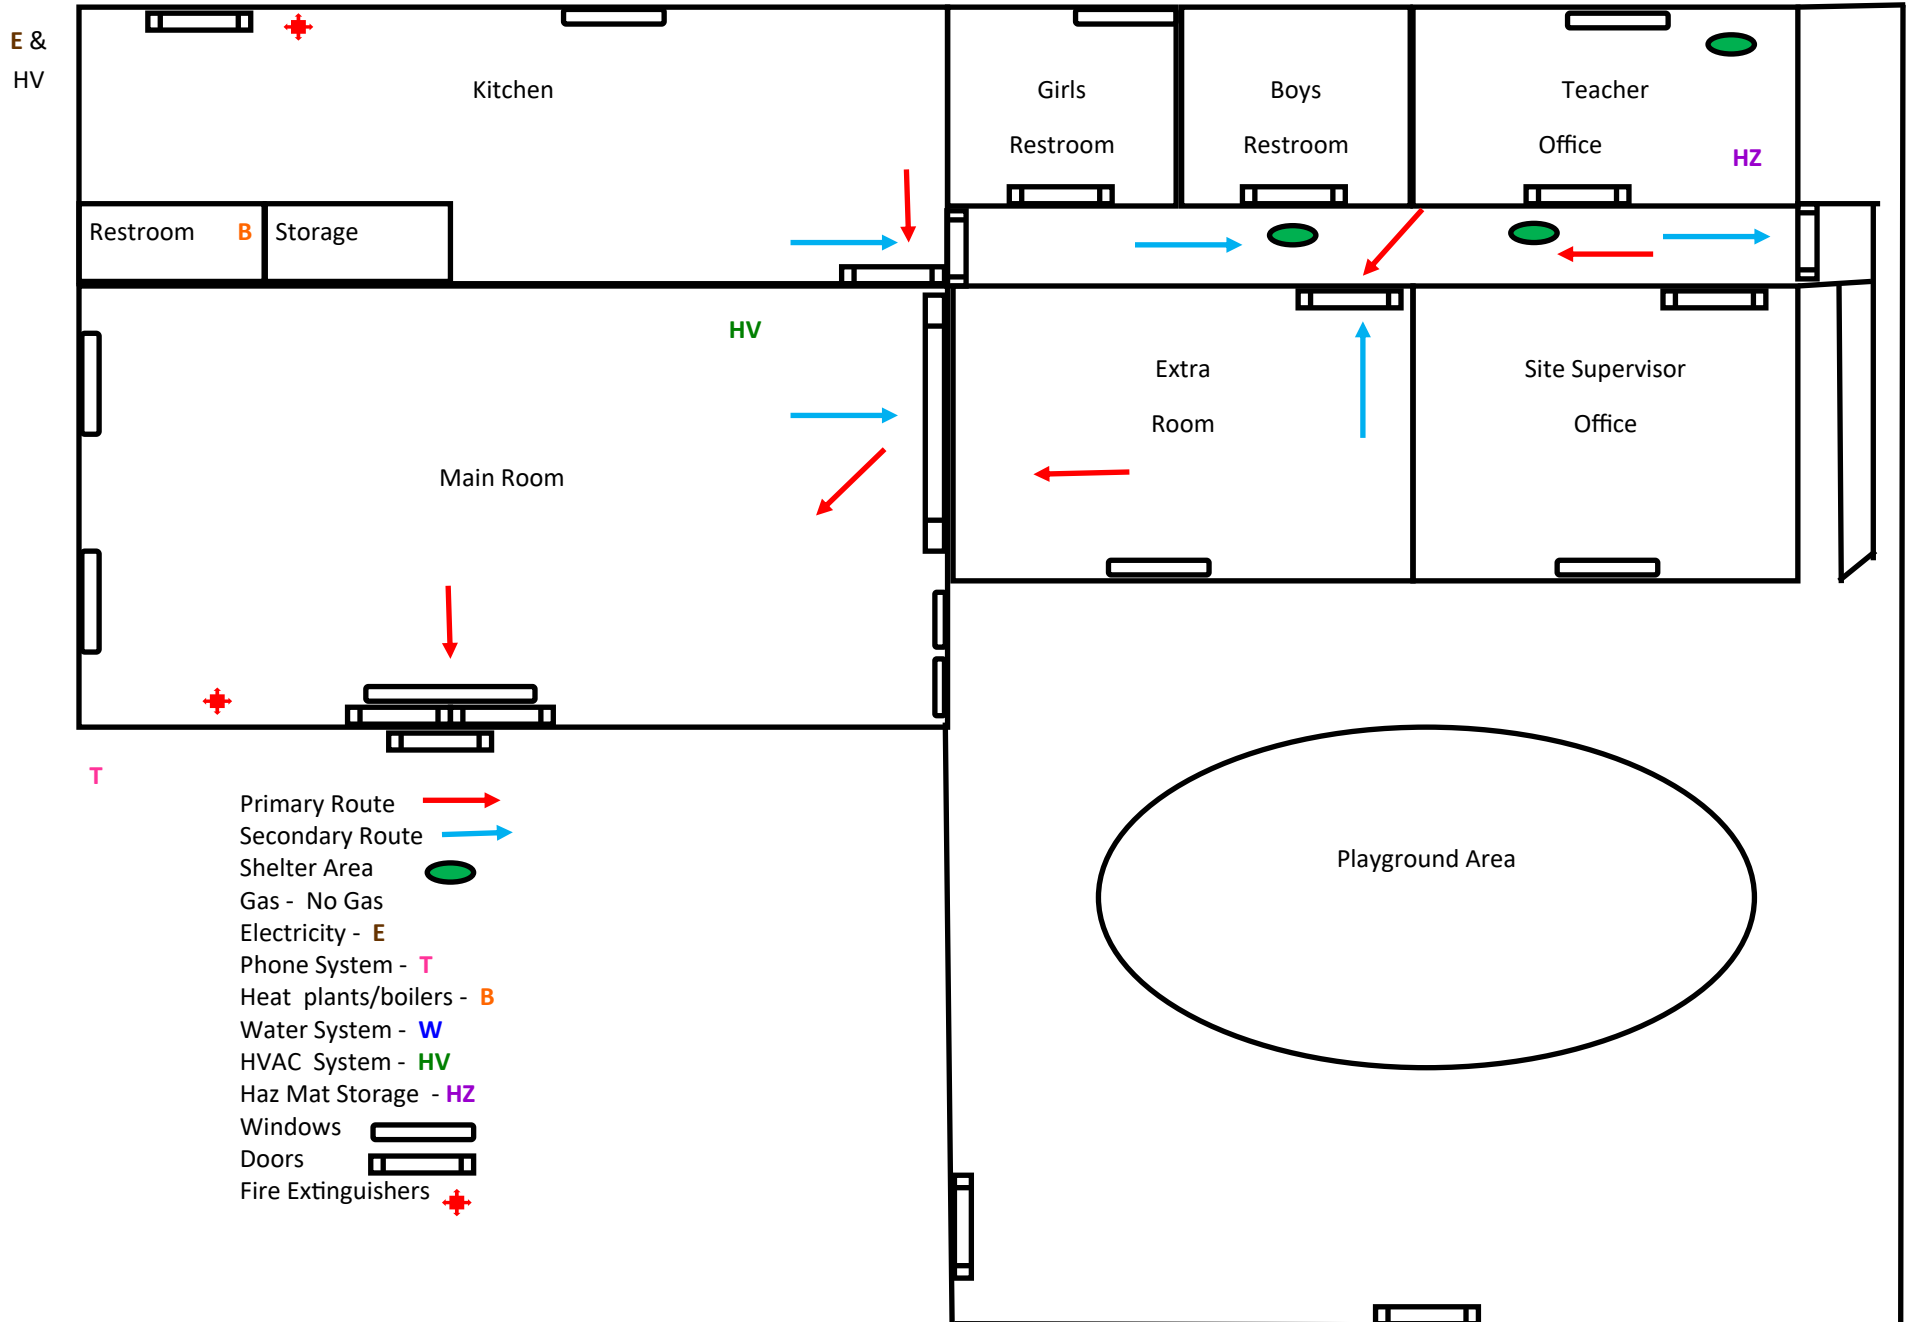 E &
HV
Kitchen
Girls
Restroom
Boys
Restroom
Teacher
Office
HZ
Restroom B
Storage
HV
Main Room
Extra
Room
Site Supervisor
Office
T
Primary Route
Secondary Route
Shelter Area
Gas - No Gas
Electricity - E
Phone System - T
Heat plants/boilers - B
Water System - W
HVAC System - HV
Haz Mat Storage - HZ
Windows
Doors
Fire Extinguishers
Playground Area